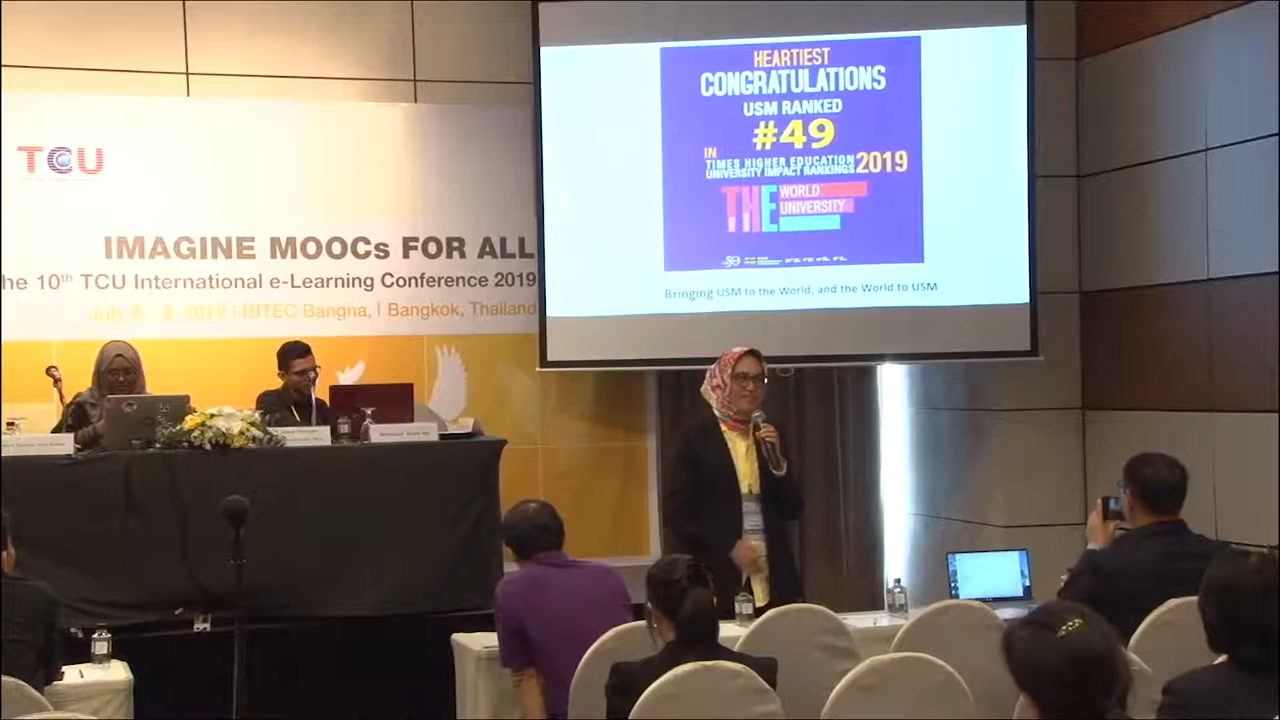 TCU
IMAGINE MOOCs FOR ALL
he 10th TCU International e-Learning Conference 2019
2019 | BITEC Bangna, | Bangkok, Thailand
HEARTIEST
CONGRATULATIONS
USM RANKED
#49
IN
TIMES HIGHER EDUCATION
UNIVERSITY IMPACT RANKINGS 2019
THE WORLD
UNIVERSITY
Bringing USM to the World, and the World to USM